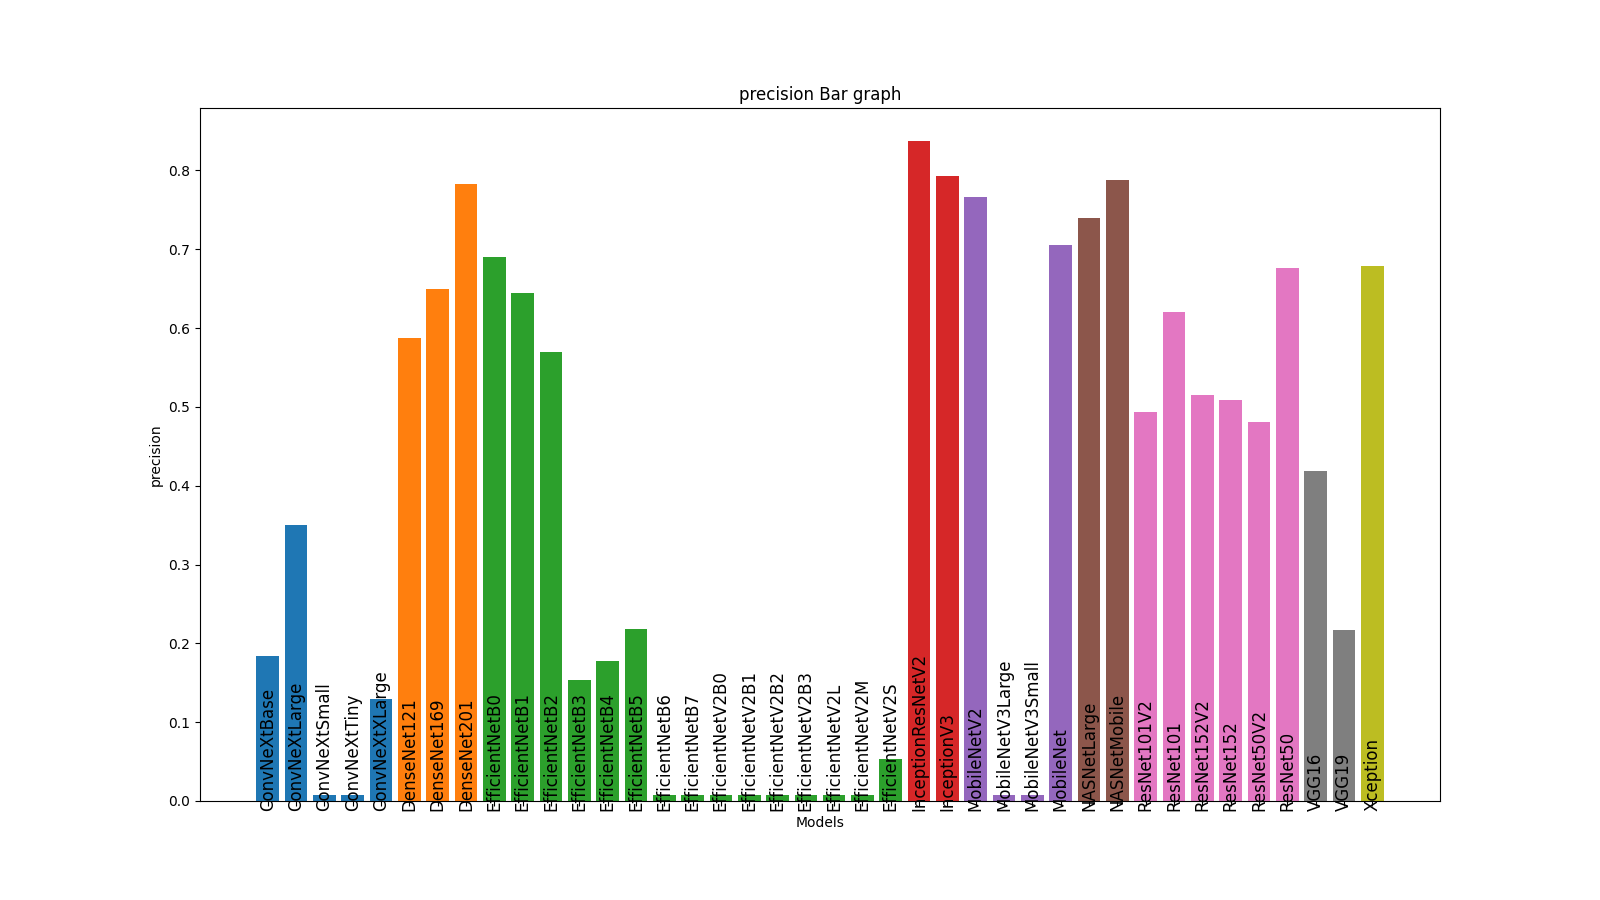 precision Bar graph
precision
0.8
0.7
0.6
0.5
0.4
0.3
0.2
0.1
0.0
ConvNeXtBase
ConvNeXtLarge
ConvNeXtSmall
ConvNeXtTiny
ConvNeXtXLarge
DenseNet121
DenseNet169
DenseNet201
EfficientNetB0
EfficientNetB1
EfficientNetB2
EfficientNetB3
EfficientNetB4
EfficientNetB5
EfficientNetB6
EfficientNetB7
EfficientNetV2B0
EfficientNetV2B1
EfficientNetV2B2
EfficientNetV2B3
EfficientNetV2L
EfficientNetV2M
EfficientNetV2S
InceptionResNetV2
InceptionV3
MobileNetV2
MobileNetV3Large
MobileNetV3Small
MobileNet
NASNetLarge
NASNetMobile
ResNet101V2
ResNet101
ResNet152V2
ResNet152
ResNet50V2
ResNet50
VGG16
VGG19
Xception
Models